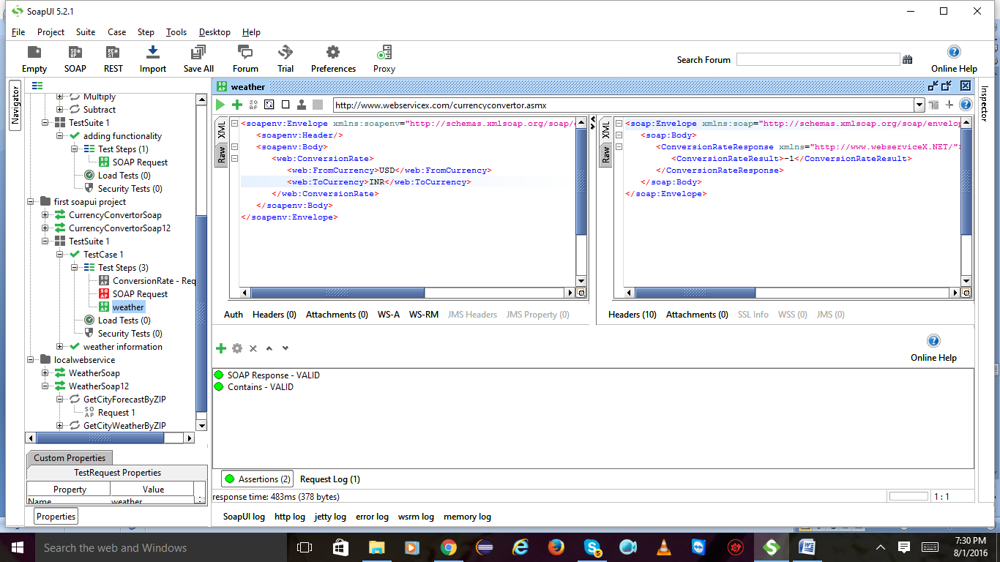 SoapUI 5.2.1
File Project Suite Case Step Tools Desktop Help
Empty SOAP REST Import Save All Forum Trial Preferences Proxy
Search Forum
Online Help
Navigator
Multiply
Subtract
TestSuite 1
adding functionality
Test Steps (1)
SOAP Request
Load Tests (0)
Security Tests (0)
first soapui project
CurrencyConvertorSoap
CurrencyConvertorSoap12
TestSuite 1
TestCase 1
Test Steps (3)
ConversionRate - Req
SOAP Request
weather
Load Tests (0)
Security Tests (0)
weather information
localwebservice
WeatherSoap
WeatherSoap12
GetCityForecastByZIP
Request 1
GetCityWeatherByZIP
Custom Properties
TestRequest Properties
Property Value
Name weather
Properties
weather
http://www.webservicex.com/currencyconvertor.asmx
XML
Raw
<soapenv:Envelope xmlns:soapenv="http://schemas.xmlsoap.org/soap/
<soapenv:Header/>
<soapenv:Body>
<web:ConversionRate>
<web:FromCurrency>USD</web:FromCurrency>
<web:ToCurrency>INR</web:ToCurrency>
</web:ConversionRate>
</soapenv:Body>
</soapenv:Envelope>
Auth Headers (0) Attachments (0) WS-A WS-RM JMS Headers JMS Property (0)
XML
Raw
<soap:Envelope xmlns:soap="http://schemas.xmlsoap.org/soap/envelop
<soap:Body>
<ConversionRateResponse xmlns="http://www.webserviceX.NET/">
<ConversionRateResult>-1</ConversionRateResult>
</ConversionRateResponse>
</soap:Body>
</soap:Envelope>
Headers (10) Attachments (0) SSL Info WSS (0) JMS (0)
Inspector
Online Help
SOAP Response - VALID
Contains - VALID
Assertions (2) Request Log (1)
response time: 483ms (378 bytes)
1 : 1
SoapUI log http log jetty log error log wsrm log memory log
Search the web and Windows
5
7:30 PM
8/1/2016